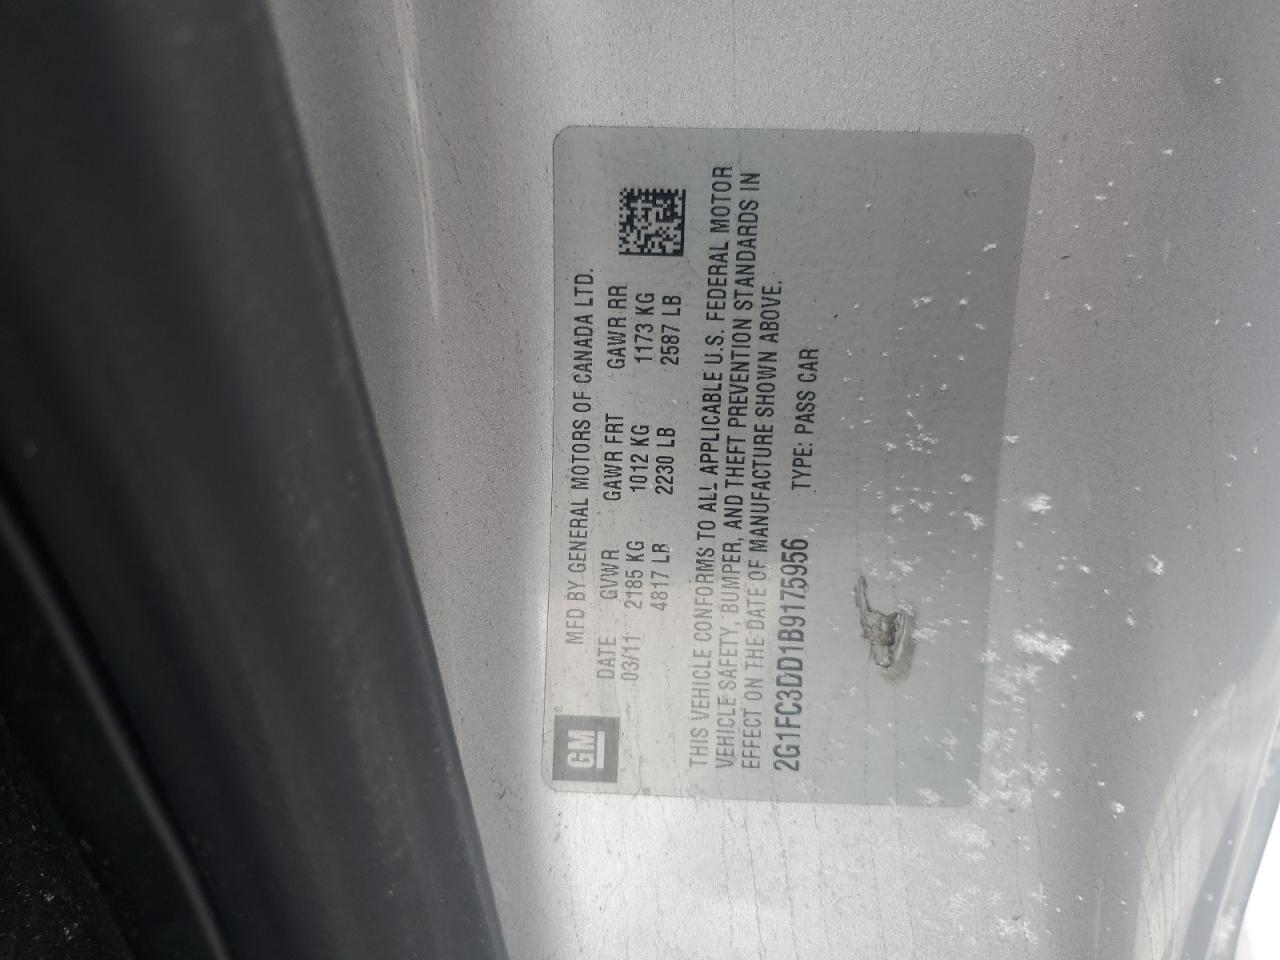 GM
MFD BY GENERAL MOTORS OF CANADA LTD.
DATE GVWR GAWR FRT GAWR RR
03/11 2185 KG 1012 KG 1173 KG
4817 LB 2230 LB 2587 LB
THIS VEHICLE CONFORMS TO ALL APPLICABLE U.S. FEDERAL MOTOR
VEHICLE SAFETY, BUMPER, AND THEFT PREVENTION STANDARDS IN
EFFECT ON THE DATE OF MANUFACTURE SHOWN ABOVE.
2G1FC3DD1B9175956 TYPE: PASS CAR